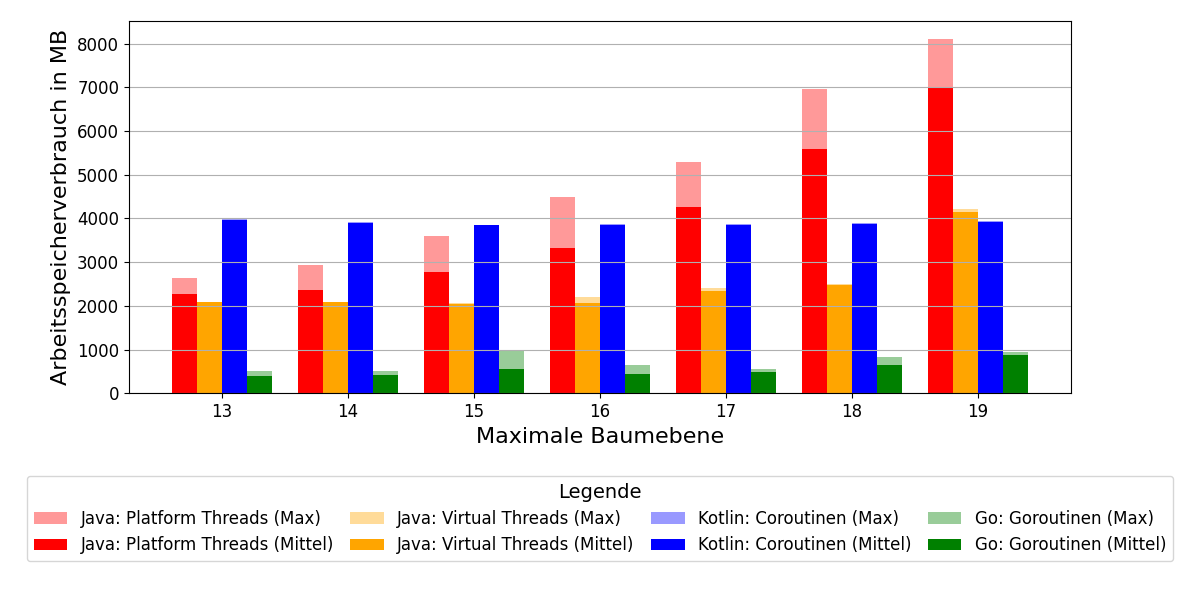 Arbeitsspeicherverbrauch in MB
8000
7000
6000
5000
4000
3000
2000
1000
0
13 14 15 16 17 18 19
Maximale Baumebene
Legende
Java: Platform Threads (Max) Java: Virtual Threads (Max) Kotlin: Coroutinen (Max) Go: Goroutinen (Max)
Java: Platform Threads (Mittel) Java: Virtual Threads (Mittel) Kotlin: Coroutinen (Mittel) Go: Goroutinen (Mittel)